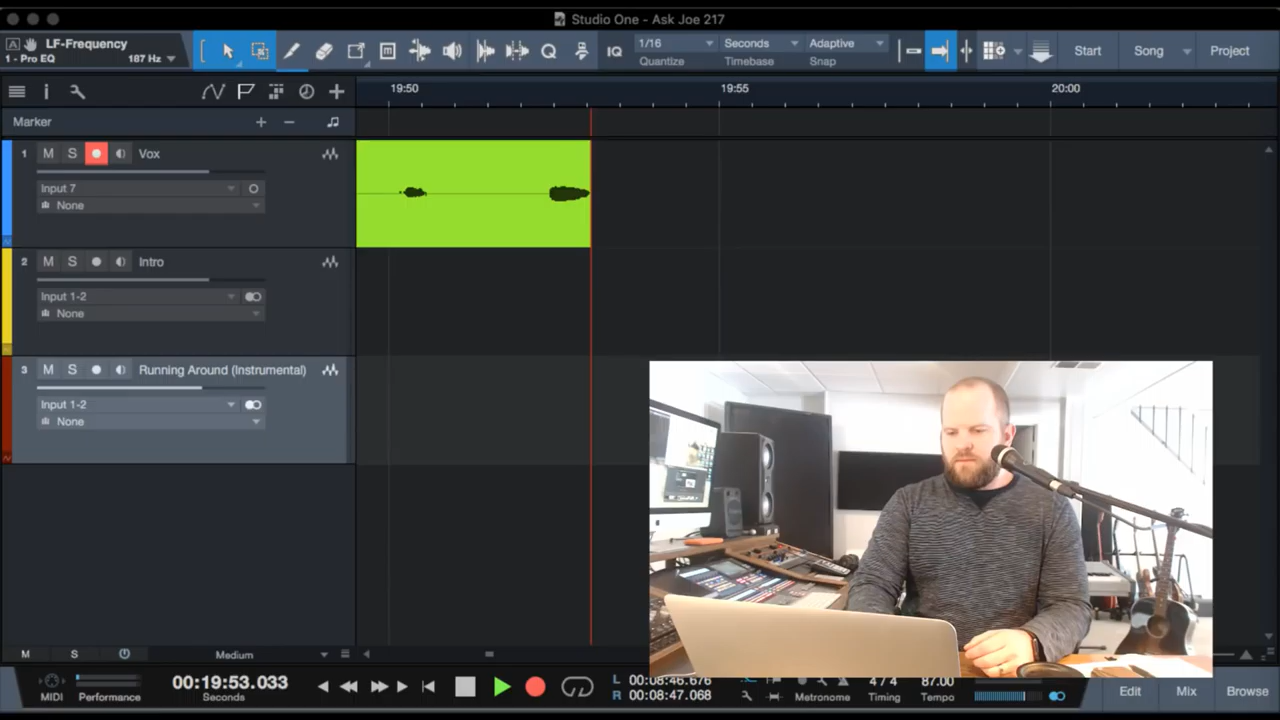 Studio One - Ask Joe 217
A LF-Frequency
1 - Pro EQ 187 Hz
IQ
1/16 Seconds Adaptive
Quantize Timebase Snap
Start Song Project
19:50 19:55 20:00
Marker
1 M S Vox
Input 7
None
2 M S Intro
Input 1-2
None
3 M S Running Around (Instrumental)
Input 1-2
None
M S Medium
MIDI Performance
00:19:53.033
Seconds
L 00:08:46.676
R 00:08:47.068
Metronome
4 / 4
Timing
87.00
Tempo
Edit Mix Browse